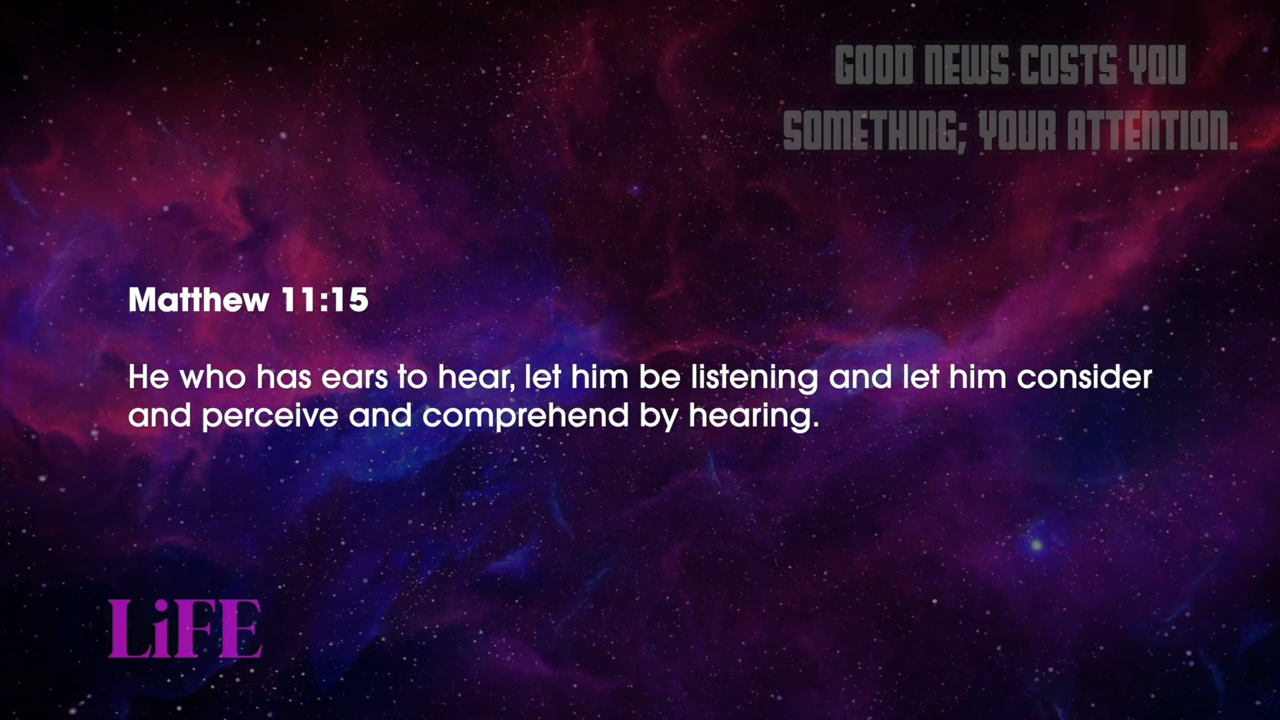 GOOD NEWS COSTS YOU
SOMETHING; YOUR ATTENTION.
Matthew 11:15
He who has ears to hear, let him be listening and let him consider
and perceive and comprehend by hearing.
LiFE